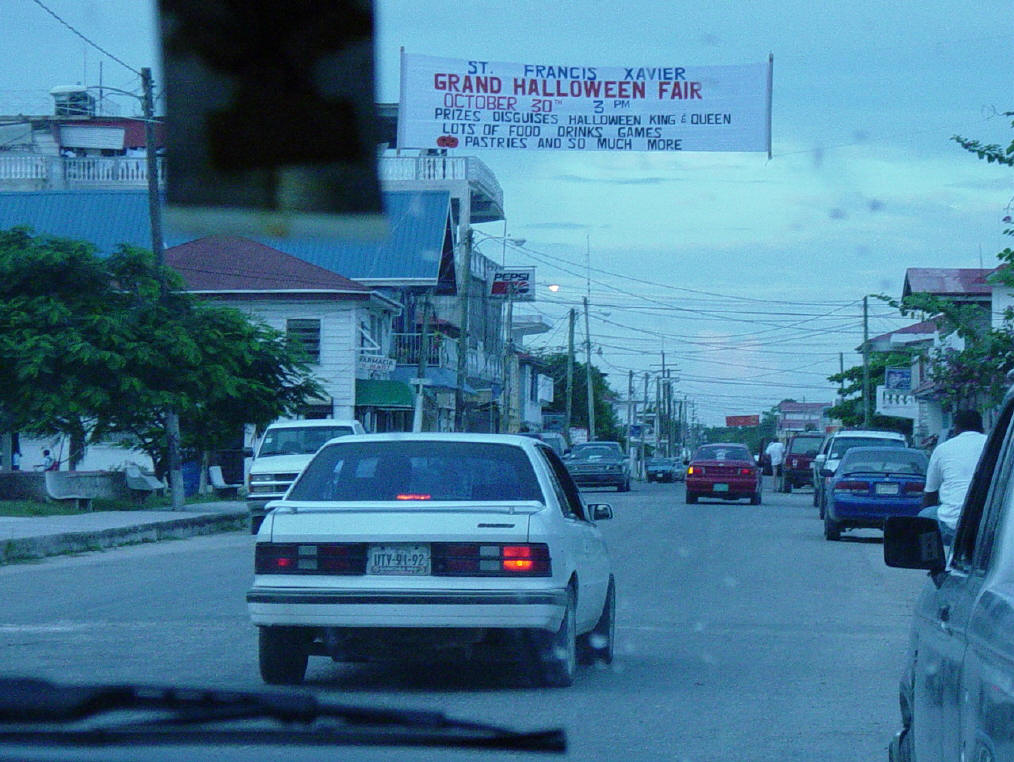 ST. FRANCIS XAVIER
GRAND HALLOWEEN FAIR
OCTOBER 30TH 3 PM
PRIZES DISGUISES HALLOWEEN KING & QUEEN
LOTS OF FOOD DRINKS GAMES
PASTRIES AND SO MUCH MORE
PEPSI
FARMACIA
UTV-91-92